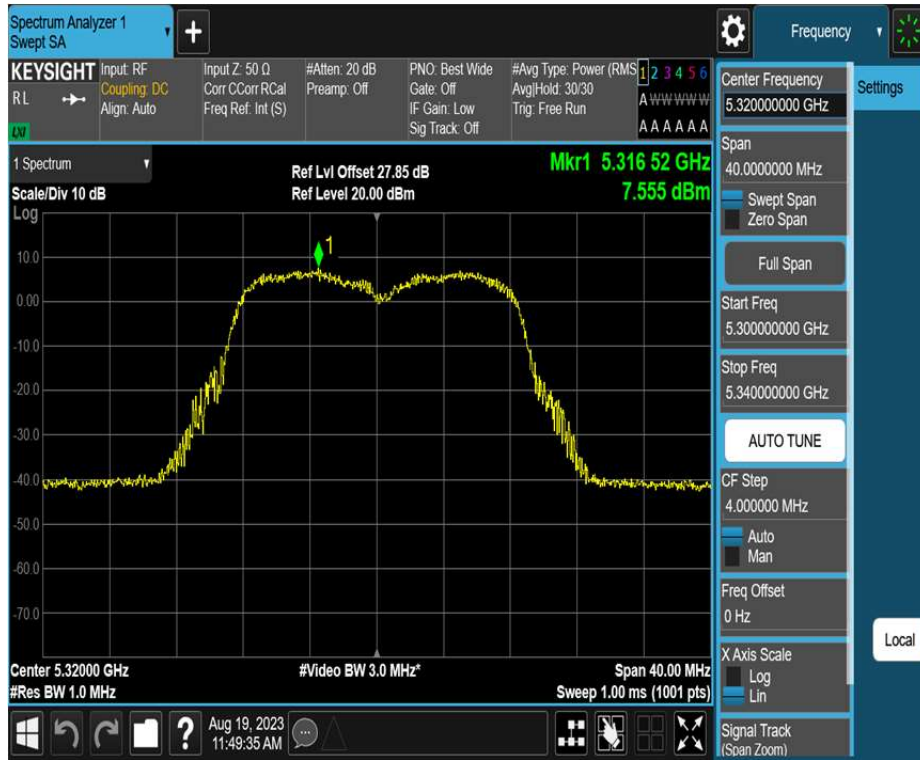 Spectrum Analyzer 1
Swept SA
+
Frequency
KEYSIGHT
R L
LXI
Input: RF
Coupling: DC
Align: Auto
Input Z: 50 Ω
Corr CCorr RCal
Freq Ref: Int (S)
#Atten: 20 dB
Preamp: Off
PNO: Best Wide
Gate: Off
IF Gain: Low
Sig Track: Off
#Avg Type: Power (RMS
Avg|Hold: 30/30
Trig: Free Run
1 2 3 4 5 6
A W W W W W
A A A A A A
1 Spectrum
Scale/Div 10 dB
Log
Ref Lvl Offset 27.85 dB
Ref Level 20.00 dBm
Mkr1 5.316 52 GHz
7.555 dBm
1
10.0
0.00
-10.0
-20.0
-30.0
-40.0
-50.0
-60.0
-70.0
Center 5.32000 GHz
#Res BW 1.0 MHz
#Video BW 3.0 MHz*
Span 40.00 MHz
Sweep 1.00 ms (1001 pts)
?
Aug 19, 2023
11:49:35 AM
Center Frequency
5.32000000 GHz
Settings
Span
40.0000000 MHz
Swept Span
Zero Span
Full Span
Start Freq
5.300000000 GHz
Stop Freq
5.340000000 GHz
AUTO TUNE
CF Step
4.000000 MHz
Auto
Man
Freq Offset
0 Hz
Local
X Axis Scale
Log
Lin
Signal Track
(Span Zoom)